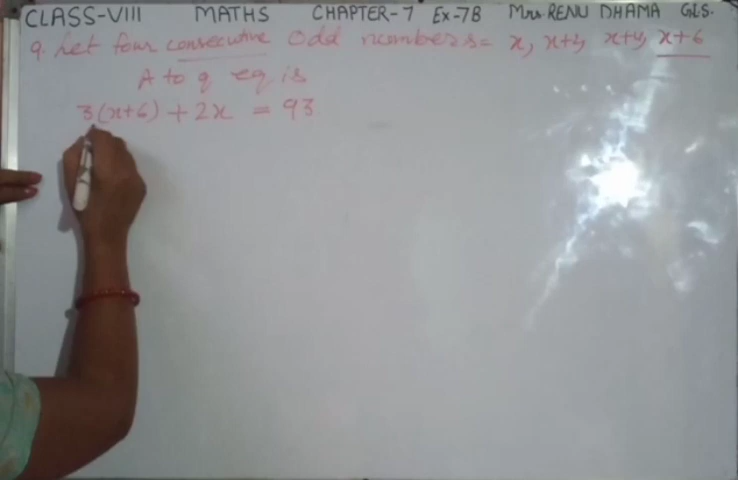 CLASS-VIII MATHS CHAPTER-7 Ex-7B Mrs. RENU DHAMA GLS.
9. Let four consecutive odd numbers = x, x+2, x+4, x+6
A to q eq is
3(x+6) + 2x = 93